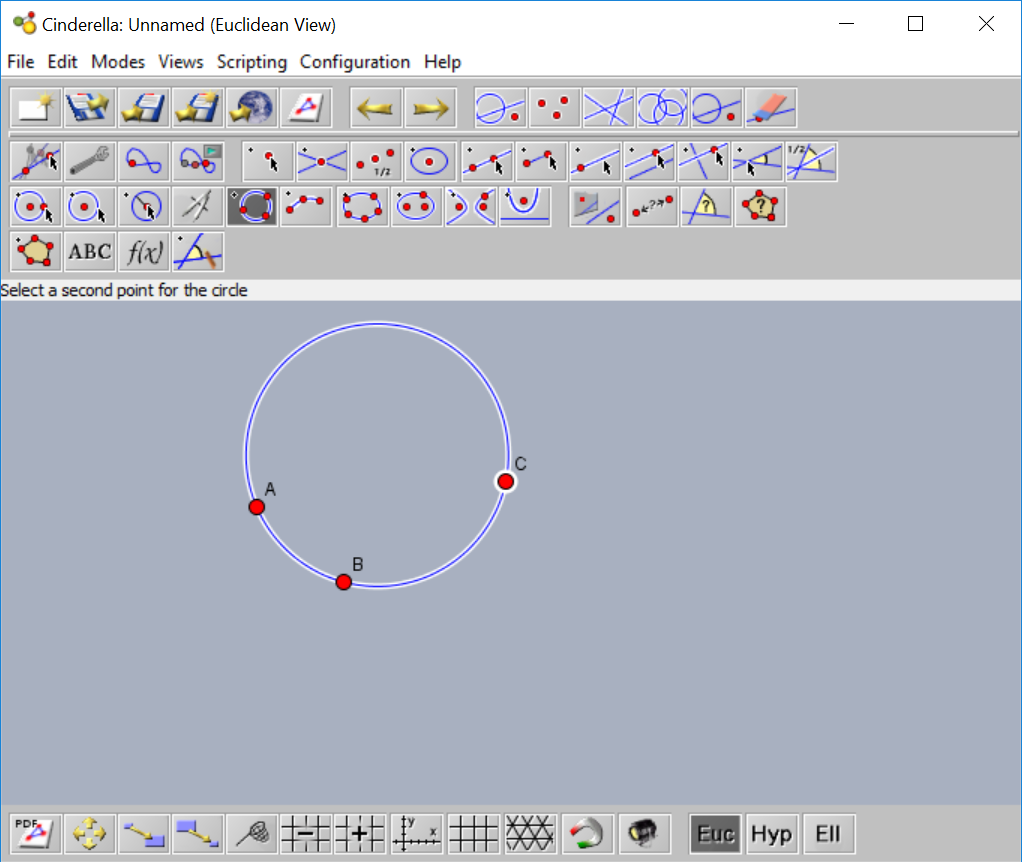 Cinderella: Unnamed (Euclidean View)
File Edit Modes Views Scripting Configuration Help
1/2
1/2
?
? ?
?
ABC f(x)
Select a second point for the circle
C
A
B
PDF
y
x
Euc Hyp Ell